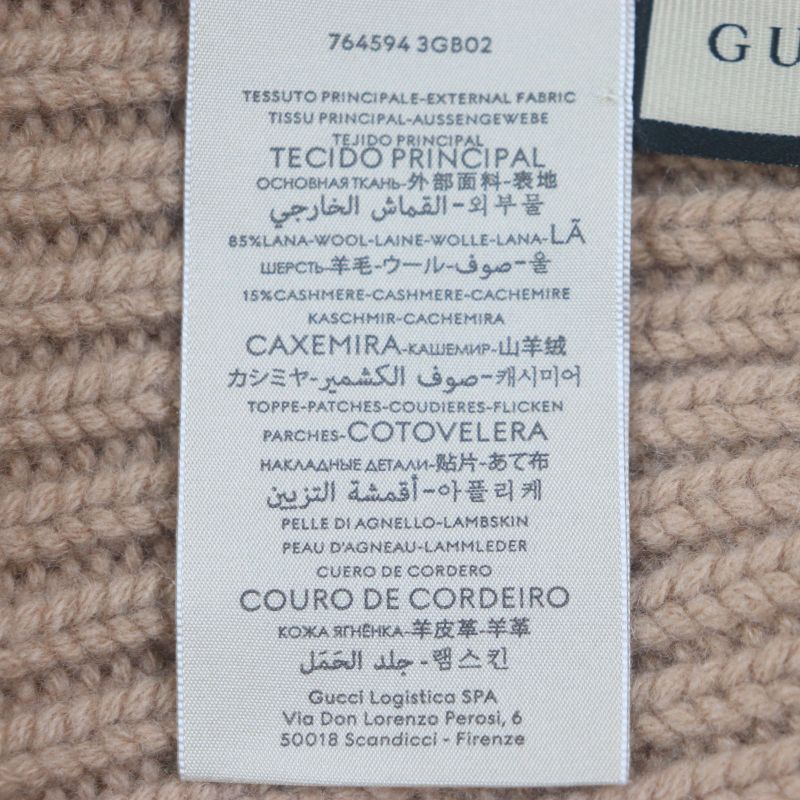 764594 3GB02
GU
TESSUTO PRINCIPALE-EXTERNAL FABRIC
TISSU PRINCIPAL-AUSSENGEWEBE
TEJIDO PRINCIPAL
TECIDO PRINCIPAL
ОСНОВНАЯ ТКАНЬ-外部面料-表地
القماش الخارجي-외부물
85%LANA-WOOL-LAINE-WOLLE-LANA-LÃ
ШЕРСТЬ-羊毛-ウール-صوف-울
15%CASHMERE-CASHMERE-CACHEMIRE
KASCHMIR-CACHEMIRA
CAXEMIRA-КАШЕМИР-山羊绒
カシミヤ-صوف الكشمير-캐시미어
TOPPE-PATCHES-COUDIERES-FLICKEN
PARCHES-COTOVELERA
НАКЛАДНЫЕ ДЕТАЛИ-贴片-あて布
أقمشة التزيين-아플리케
PELLE DI AGNELLO-LAMBSKIN
PEAU D'AGNEAU-LAMMLEDER
CUERO DE CORDERO
COURO DE CORDEIRO
КОЖА ЯГНЁНКА-羊皮革-羊革
جلد الحَمَل-램스킨
Gucci Logistica SPA
Via Don Lorenzo Perosi, 6
50018 Scandicci - Firenze